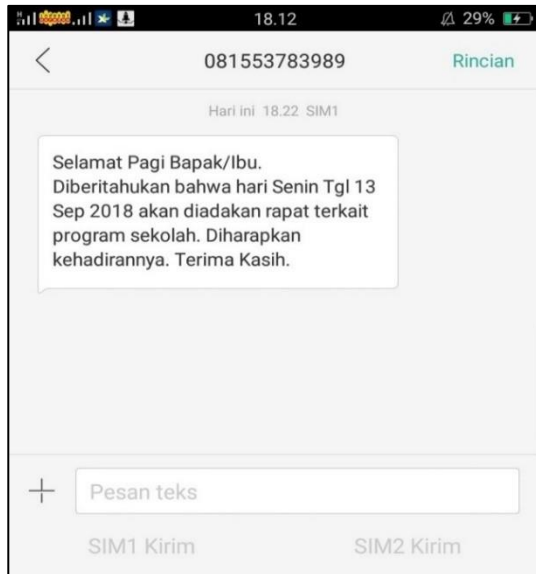 18.12
29%
081553783989
Rincian
Hari ini 18.22 SIM1
Selamat Pagi Bapak/Ibu.
Diberitahukan bahwa hari Senin Tgl 13
Sep 2018 akan diadakan rapat terkait
program sekolah. Diharapkan
kehadirannya. Terima Kasih.
Pesan teks
SIM1 Kirim
SIM2 Kirim